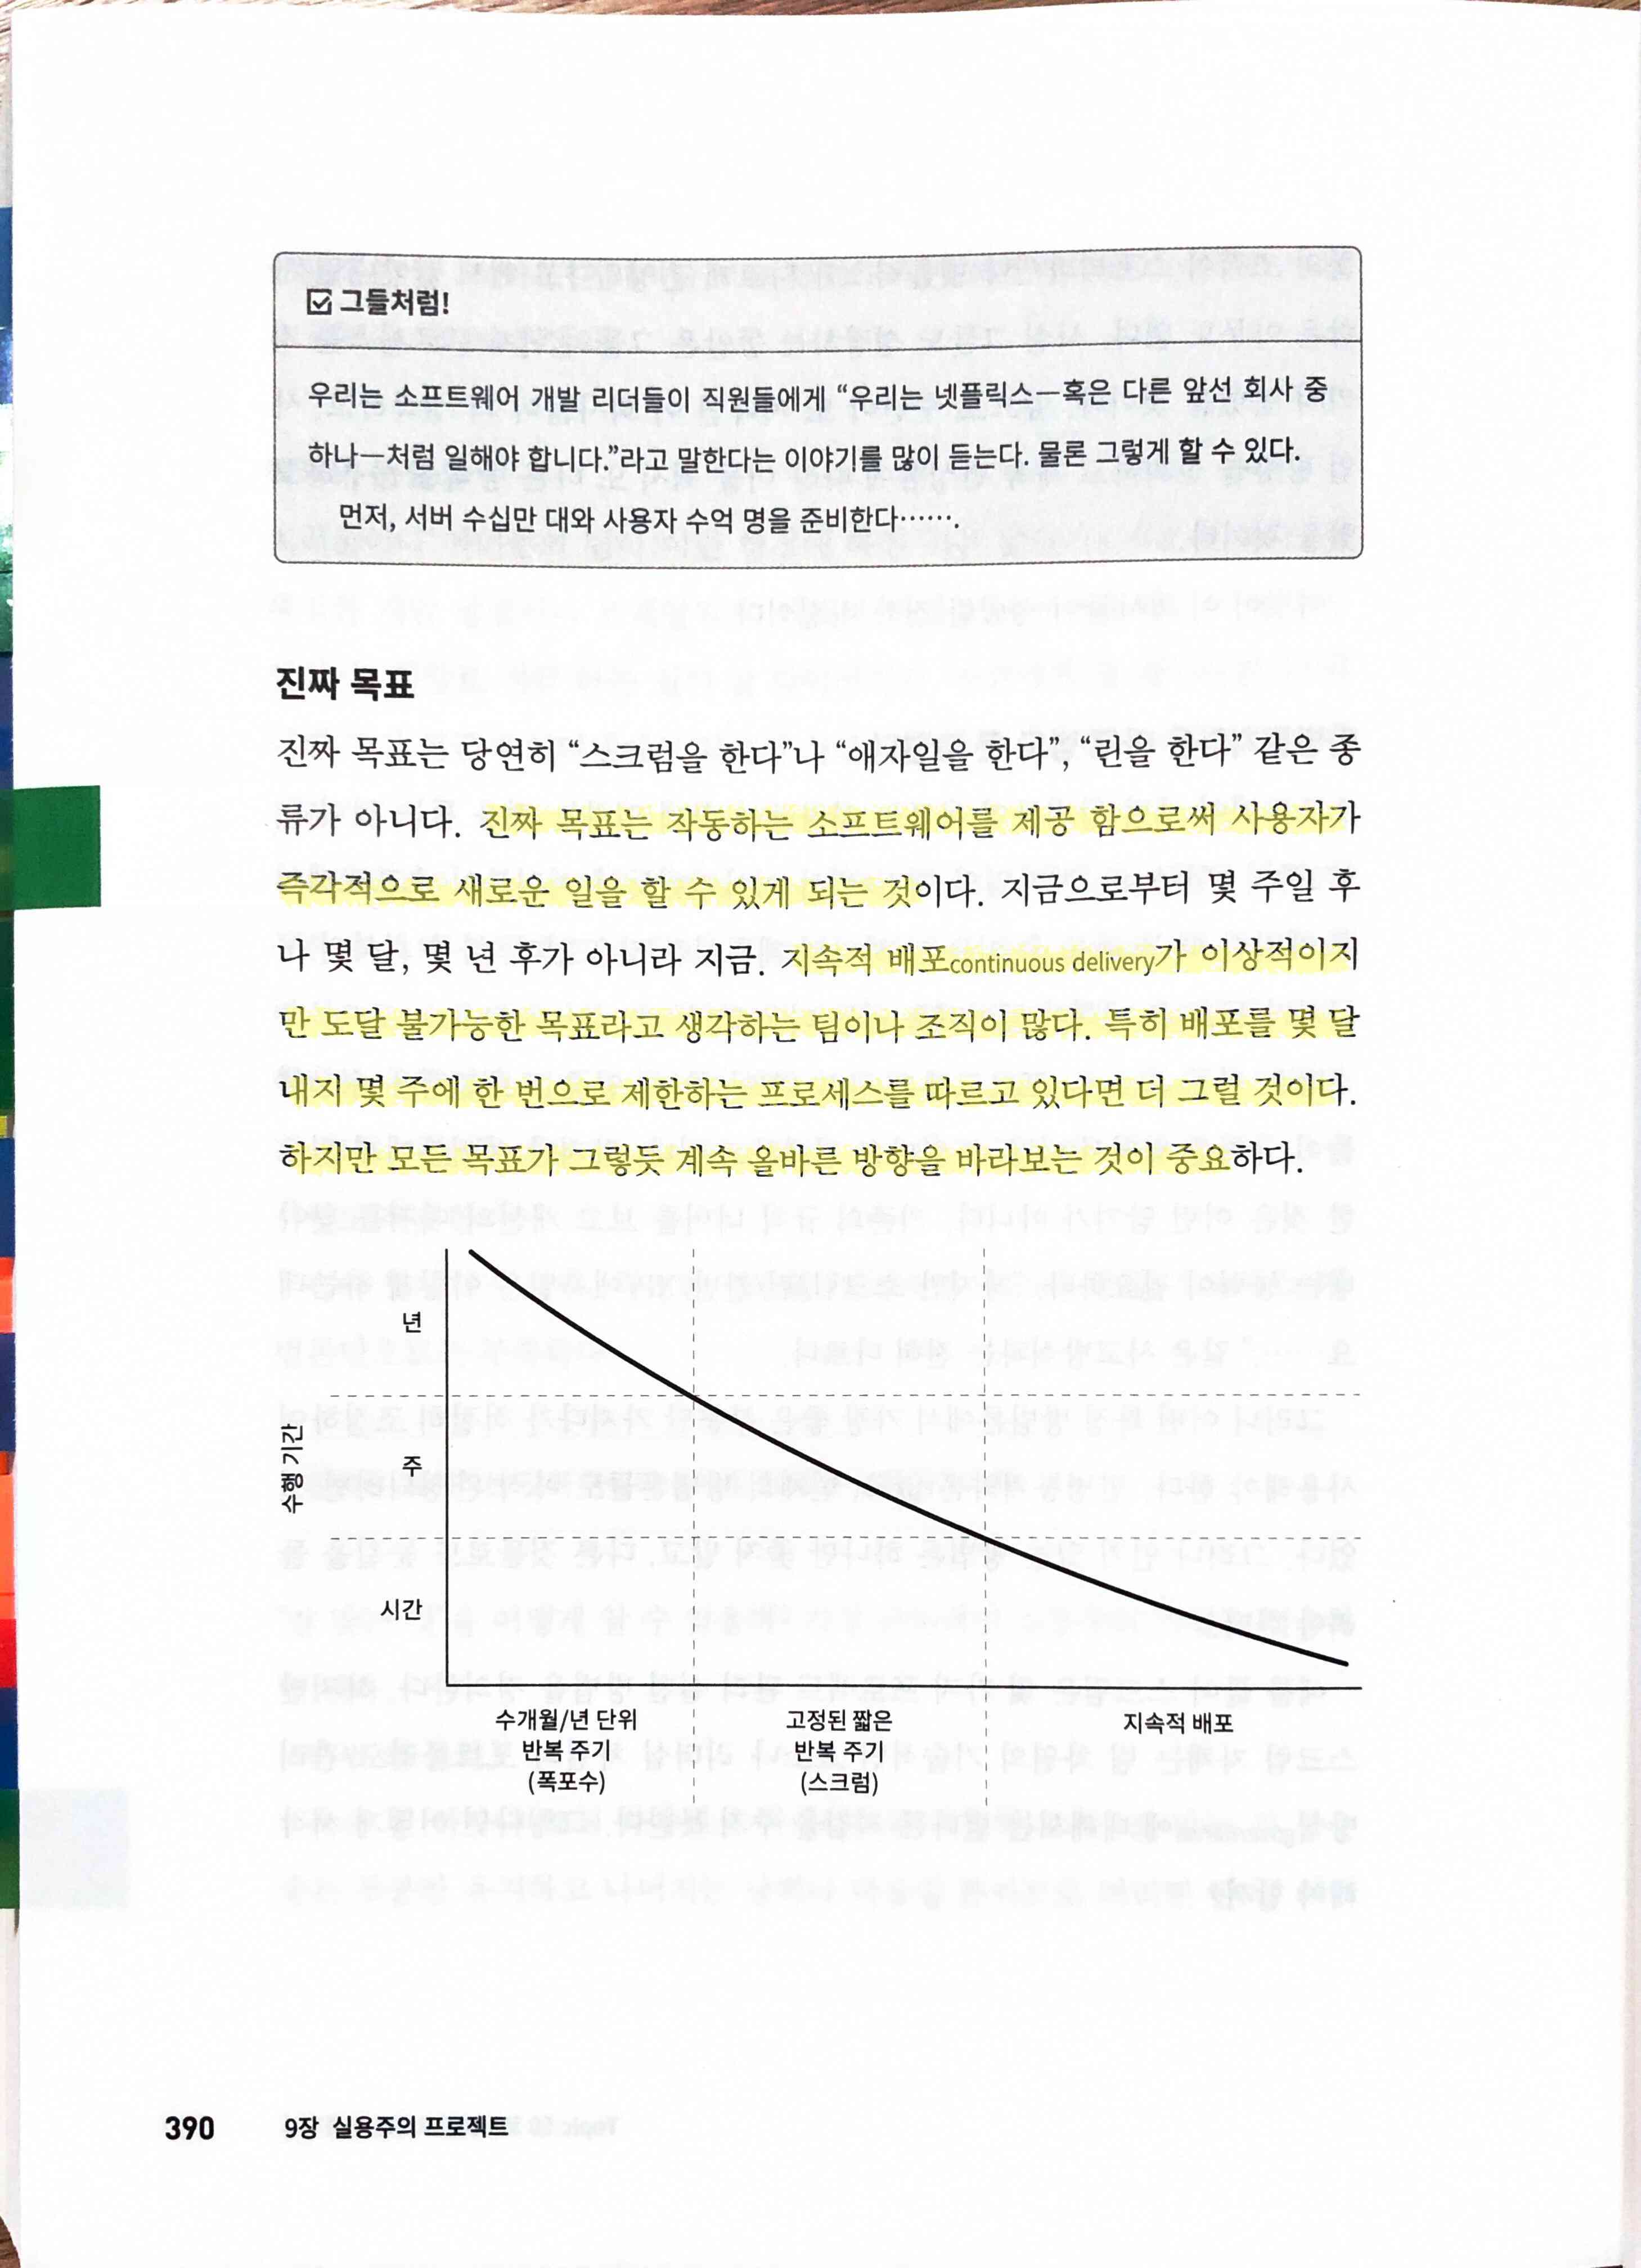 ☑ 그들처럼!
우리는 소프트웨어 개발 리더들이 직원들에게 “우리는 넷플릭스—혹은 다른 앞선 회사 중
하나—처럼 일해야 합니다.”라고 말한다는 이야기를 많이 듣는다. 물론 그렇게 할 수 있다.
먼저, 서버 수십만 대와 사용자 수억 명을 준비한다…….
진짜 목표
진짜 목표는 당연히 “스크럼을 한다”나 “애자일을 한다”, “린을 한다” 같은 종
류가 아니다. 진짜 목표는 작동하는 소프트웨어를 제공 함으로써 사용자가
즉각적으로 새로운 일을 할 수 있게 되는 것이다. 지금으로부터 몇 주일 후
나 몇 달, 몇 년 후가 아니라 지금. 지속적 배포continuous delivery가 이상적이지
만 도달 불가능한 목표라고 생각하는 팀이나 조직이 많다. 특히 배포를 몇 달
내지 몇 주에 한 번으로 제한하는 프로세스를 따르고 있다면 더 그럴 것이다.
하지만 모든 목표가 그렇듯 계속 올바른 방향을 바라보는 것이 중요하다.
수행 기간
년
주
시간
수개월/년 단위
반복 주기
(폭포수)
고정된 짧은
반복 주기
(스크럼)
지속적 배포
390 9장 실용주의 프로젝트